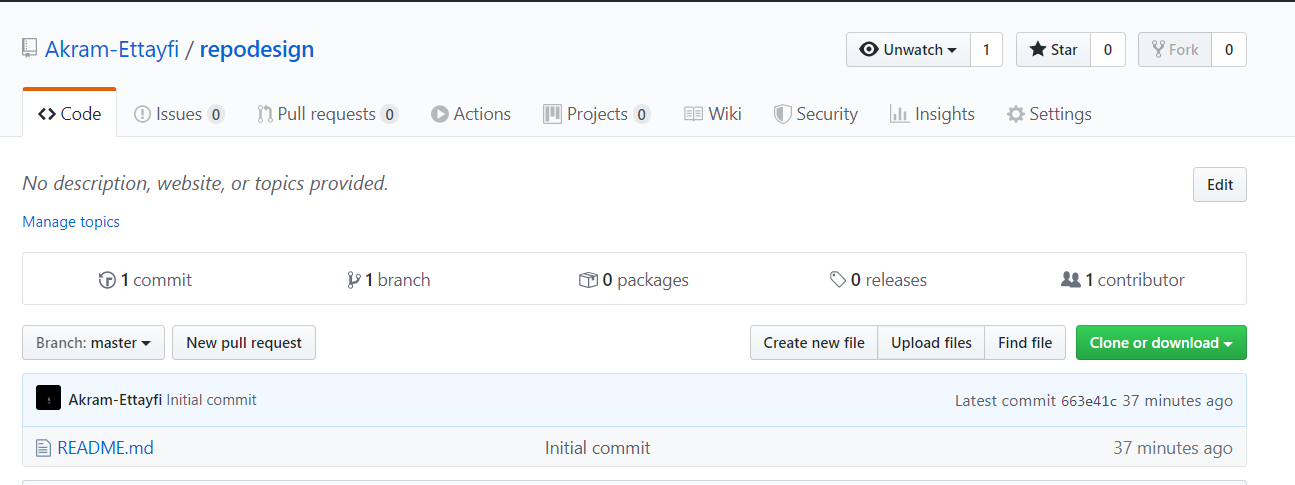 Akram-Ettayfi / repodesign Unwatch 1 Star 0 Fork 0
Code Issues 0 Pull requests 0 Actions Projects 0 Wiki Security Insights Settings
No description, website, or topics provided. Edit
Manage topics
1 commit 1 branch 0 packages 0 releases 1 contributor
Branch: master New pull request Create new file Upload files Find file Clone or download
Akram-Ettayfi Initial commit Latest commit 663e41c 37 minutes ago
README.md Initial commit 37 minutes ago